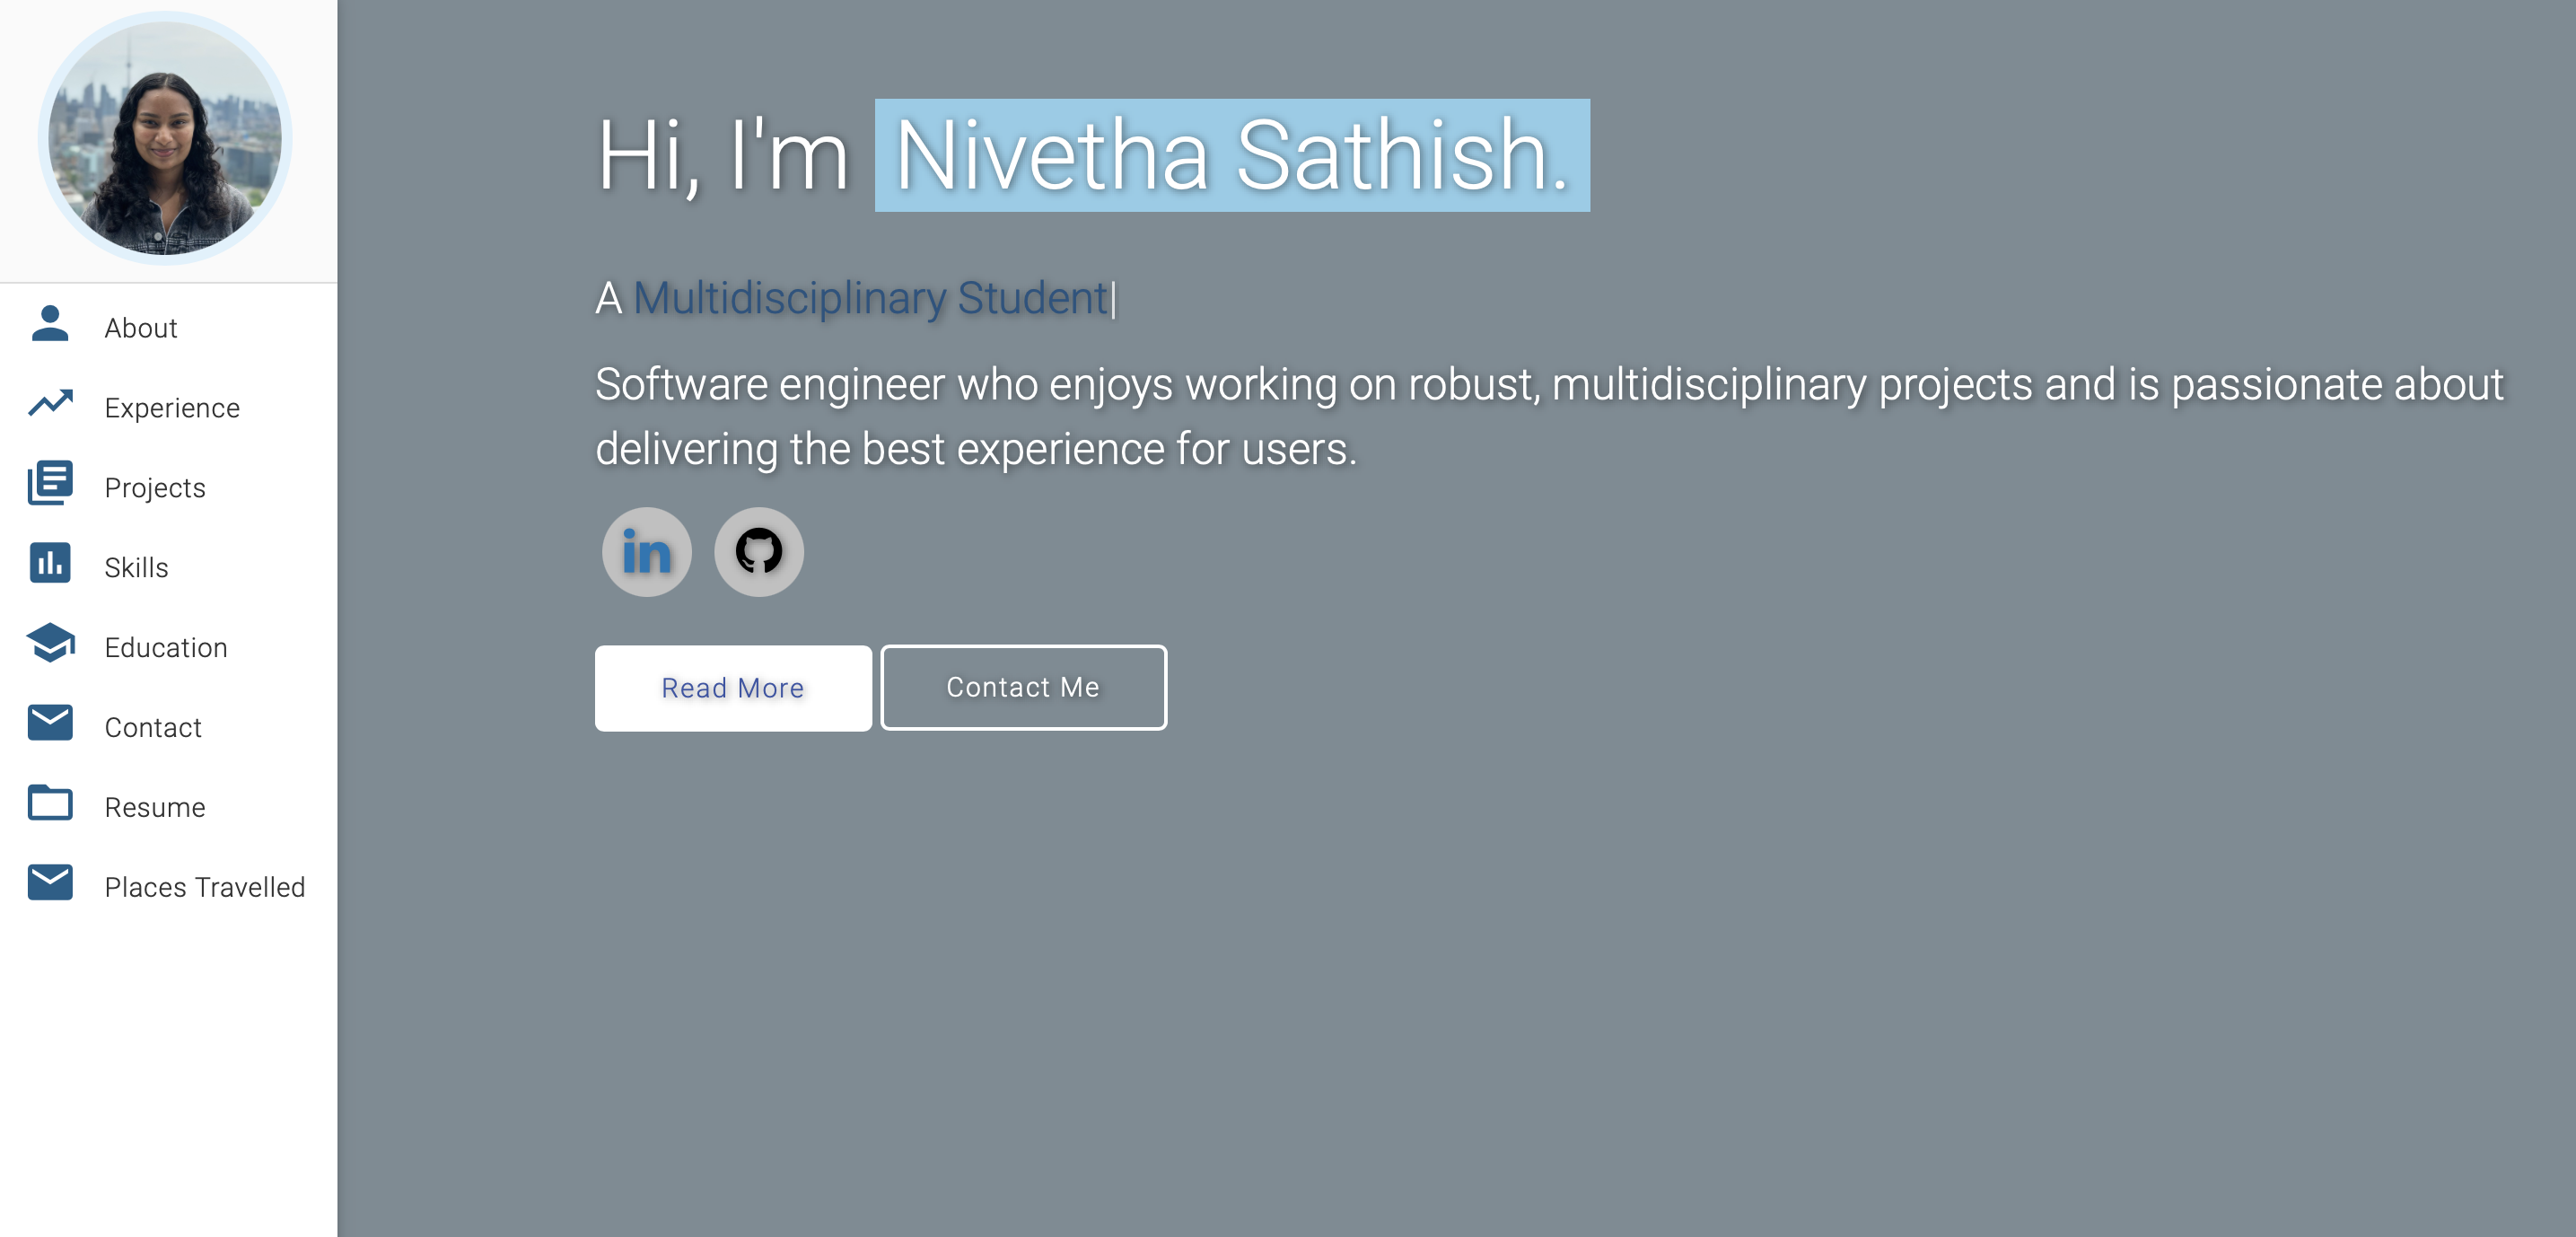 Hi, I'm Nivetha Sathish.
A Multidisciplinary Student|
Software engineer who enjoys working on robust, multidisciplinary projects and is passionate about
delivering the best experience for users.
in
Read More
Contact Me
About
Experience
Projects
Skills
Education
Contact
Resume
Places Travelled